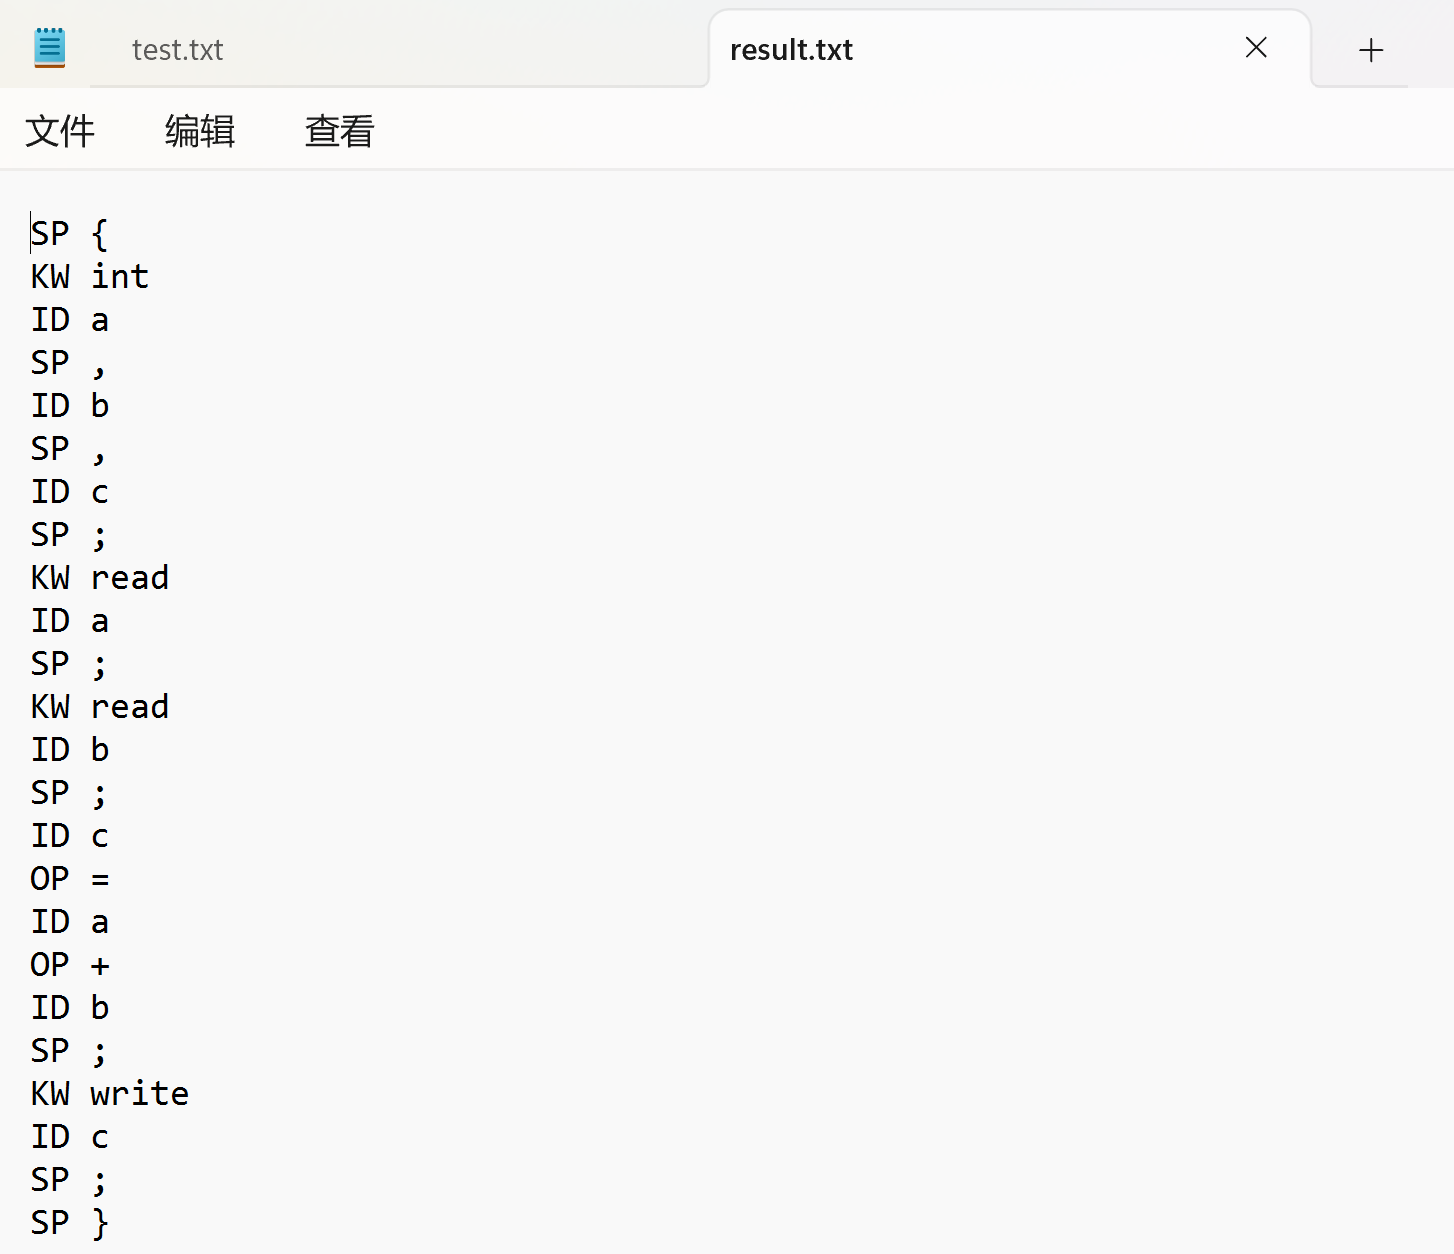 test.txt
result.txt
文件 编辑 查看
SP {
KW int
ID a
SP ,
ID b
SP ,
ID c
SP ;
KW read
ID a
SP ;
KW read
ID b
SP ;
ID c
OP =
ID a
OP +
ID b
SP ;
KW write
ID c
SP ;
SP }